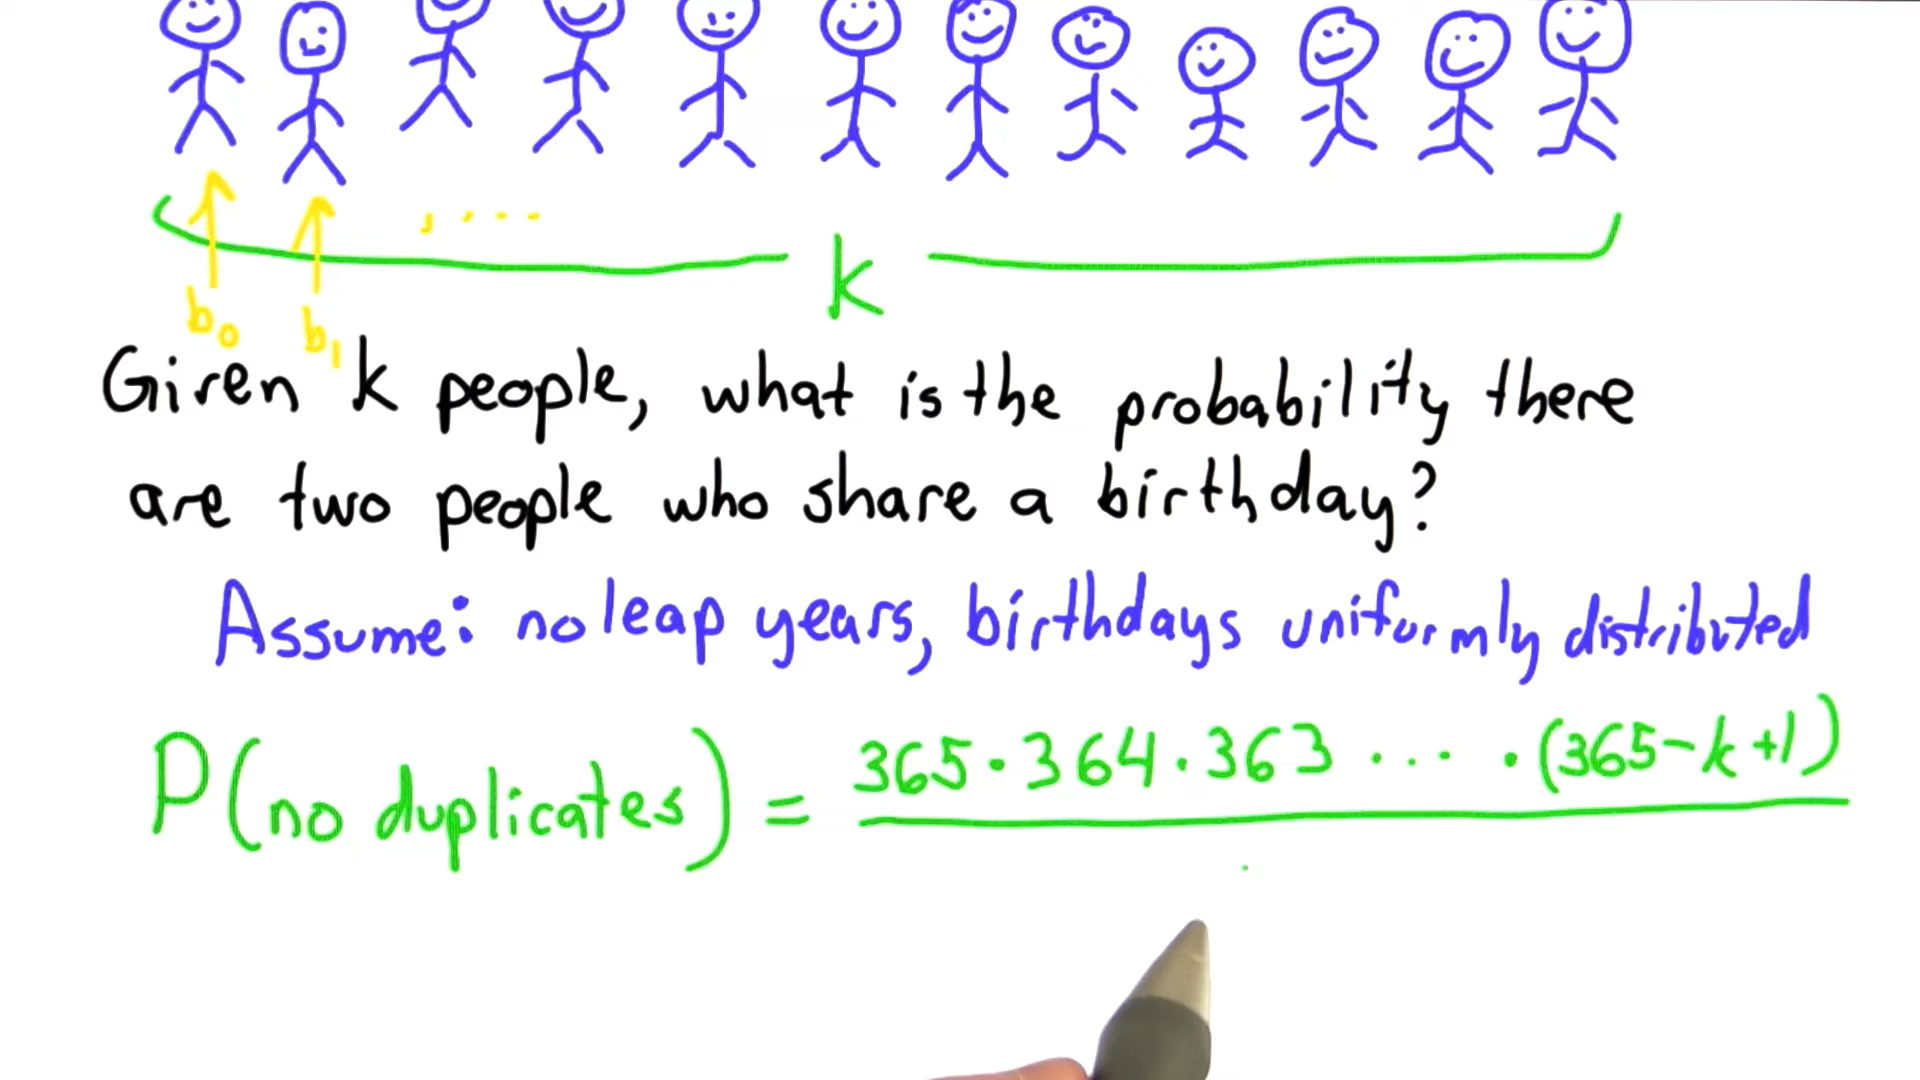 , ....
k
b₀ b₁
Given k people, what is the probability there
are two people who share a birthday?
Assume: no leap years, birthdays uniformly distributed
P(no duplicates) = 365·364·363 ··· ·(365-k+1)